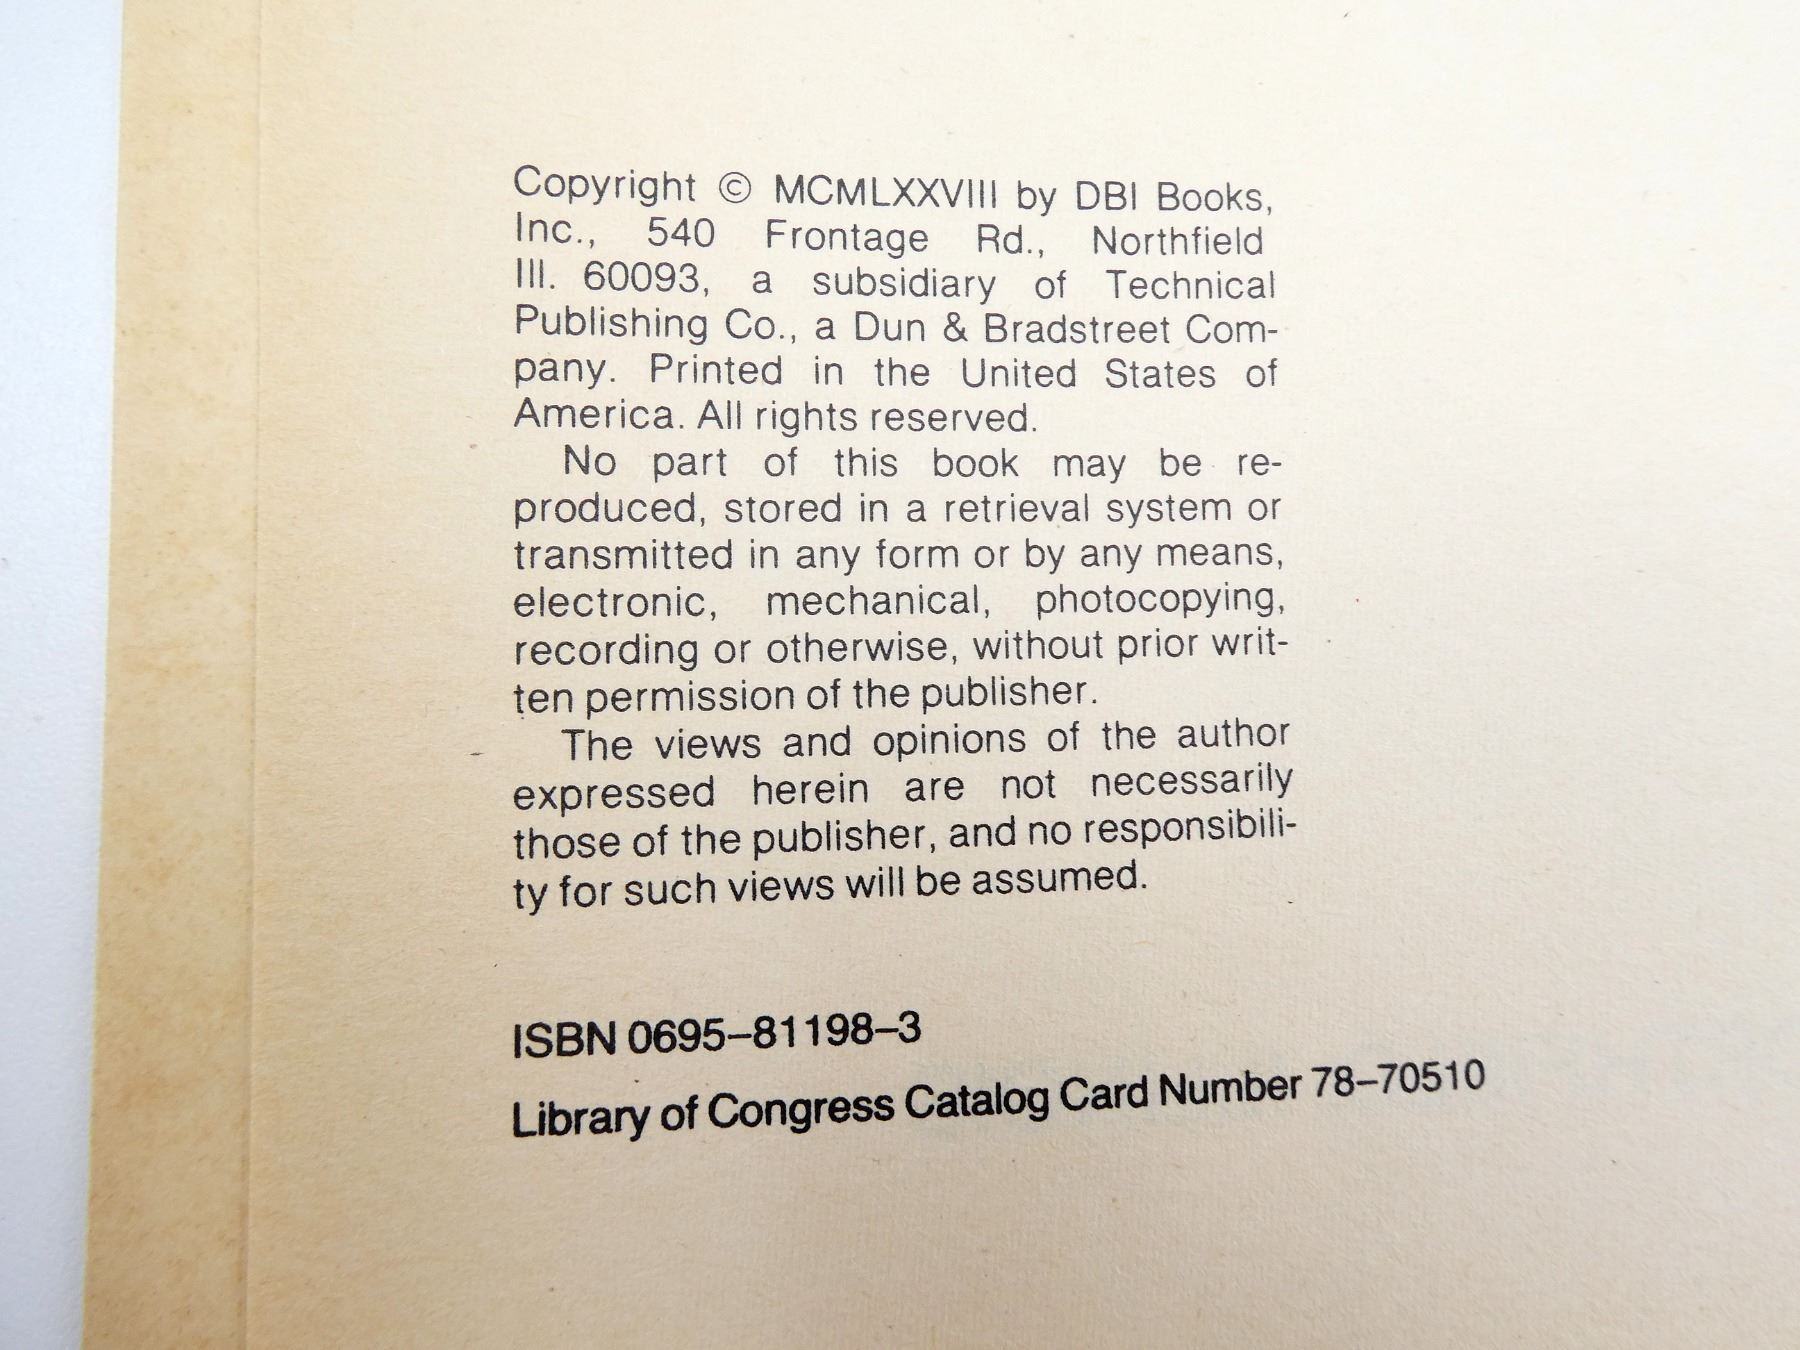 Copyright © MCMLXXVIII by DBI Books,
Inc., 540 Frontage Rd., Northfield
Ill. 60093, a subsidiary of Technical
Publishing Co., a Dun & Bradstreet Com-
pany. Printed in the United States of
America. All rights reserved.
No part of this book may be re-
produced, stored in a retrieval system or
transmitted in any form or by any means,
electronic, mechanical, photocopying,
recording or otherwise, without prior writ-
ten permission of the publisher.
The views and opinions of the author
expressed herein are not necessarily
those of the publisher, and no responsibili-
ty for such views will be assumed.
ISBN 0695–81198–3
Library of Congress Catalog Card Number 78–70510